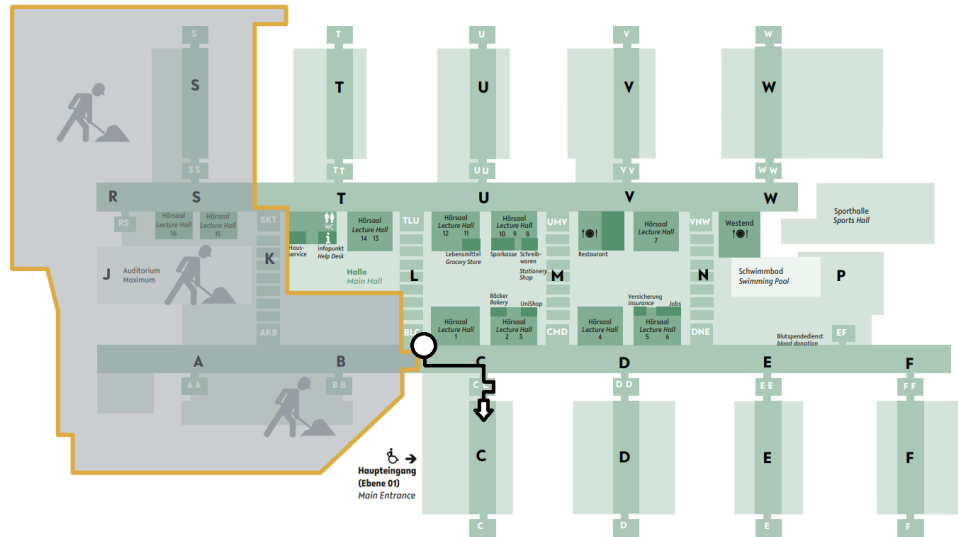 S
T
U
V
W
S
T
U
V
W
SS
TT
UU
VV
WW
R
S
T
U
V
W
RS
Hörsaal
Lecture Hall
16
Hörsaal
Lecture Hall
15
SKT
WC
infopunkt
Help Desk
Haus-
service
Hörsaal
Lecture Hall
14 13
TLU
Hörsaal
Lecture Hall
12 11
Lebensmittel
Grocery Store
Hörsaal
Lecture Hall
10 9 8
Sparkasse
Schreib-
waren
Stationery
Shop
UMV
Restaurant
Hörsaal
Lecture Hall
7
VNW
Westend
Sporthalle
Sports Hall
J
Auditorium
Maximum
K
Halle
Main Hall
L
M
N
Schwimmbad
Swimming Pool
P
AKB
BLC
Hörsaal
Lecture Hall
1
Bäcker
Bakery
UniShop
Hörsaal
Lecture Hall
2 3
CMD
Hörsaal
Lecture Hall
4
Versicherung
insurance
Jobs
Hörsaal
Lecture Hall
5 6
DNE
Blutspendedienst
blood donation
EF
A
B
C
D
E
F
AA
BB
CC
DD
EE
FF
Haupteingang
(Ebene 01)
Main Entrance
C
D
E
F
C
D
E
F